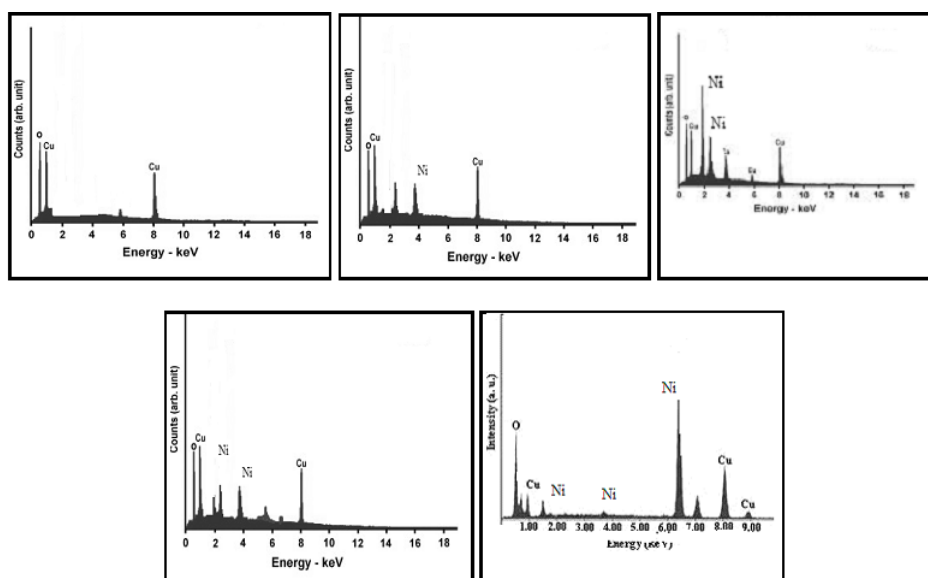 Counts (arb. unit)
O
Cu
Cu
0 2 4 6 8 10 12 14 16 18
Energy - keV
Counts (arb. unit)
O
Cu
Ni
Cu
0 2 4 6 8 10 12 14 16 18
Energy - keV
Counts (arb. unit)
Ni
O
Ni
Cu
0 2 4 6 8 10 12 14 16 18
Energy - keV
Counts (arb. unit)
O
Cu
Ni
Ni
Cu
0 2 4 6 8 10 12 14 16 18
Energy - keV
Intensity (a. u.)
O
Cu
Ni
Ni
Ni
Cu
Cu
1.00 2.00 3.00 4.00 5.00 6.00 7.00 8.00 9.00
Energy (KeV)